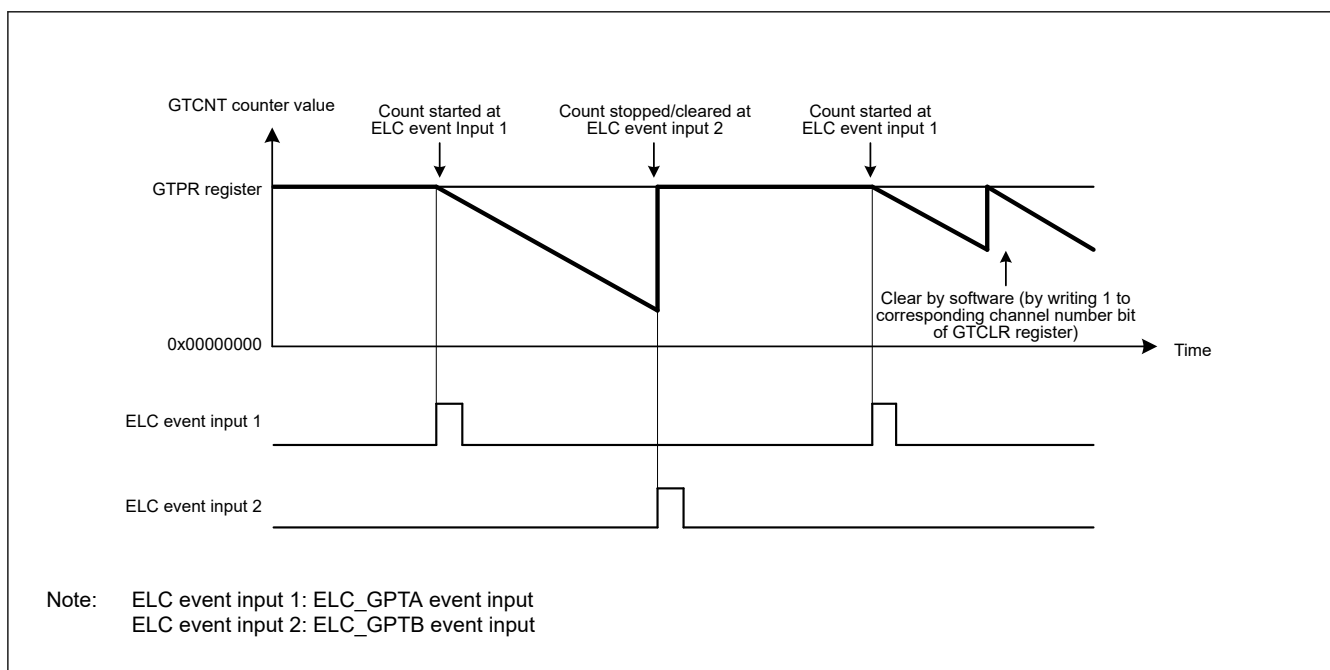 GTCNT counter value
Count started at
ELC event Input 1
Count stopped/cleared at
ELC event input 2
Count started at
ELC event input 1
GTPR register
Clear by software (by writing 1 to
corresponding channel number bit
of GTCLR register)
0x00000000
Time
ELC event input 1
ELC event input 2
Note: ELC event input 1: ELC_GPTA event input
ELC event input 2: ELC_GPTB event input